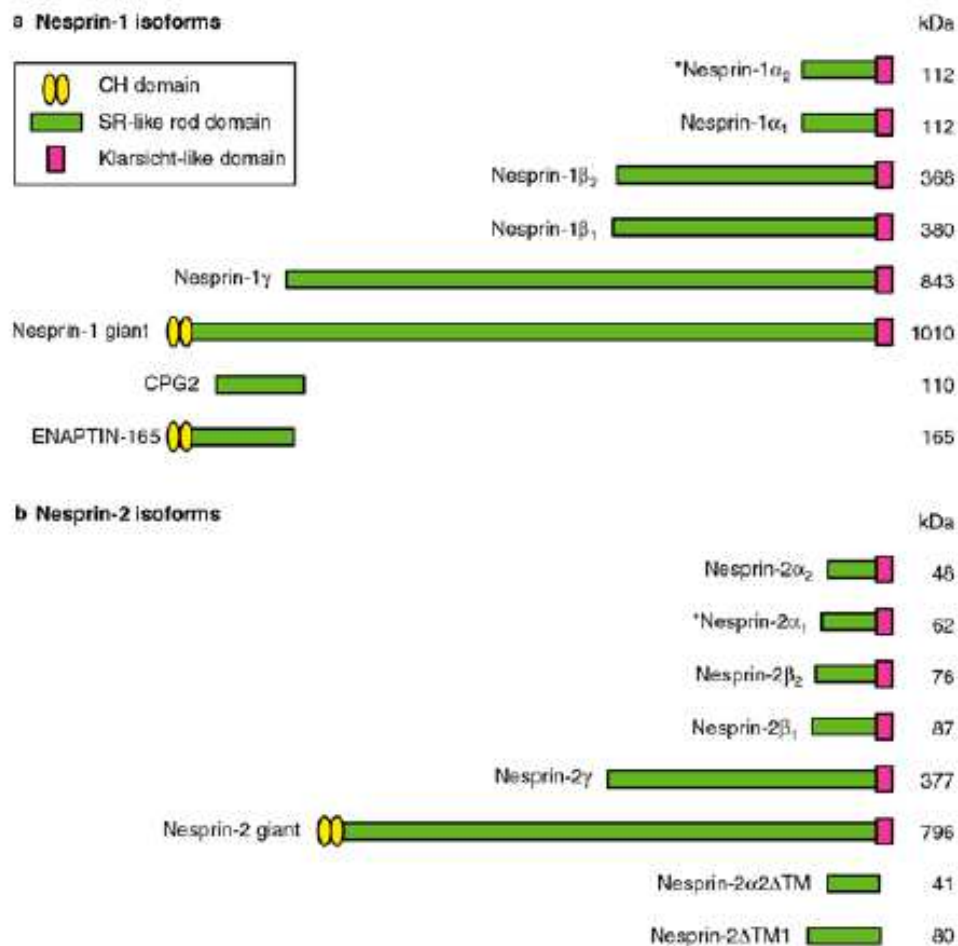 a Nesprin-1 isoforms kDa
CH domain
SR-like rod domain
Klarsicht-like domain
*Nesprin-1α₂ 112
Nesprin-1α₁ 112
Nesprin-1β₂ 368
Nesprin-1β₁ 380
Nesprin-1γ 843
Nesprin-1 giant 1010
CPG2 110
ENAPTIN-165 165
b Nesprin-2 isoforms kDa
Nesprin-2α₂ 48
*Nesprin-2α₁ 62
Nesprin-2β₂ 76
Nesprin-2β₁ 87
Nesprin-2γ 377
Nesprin-2 giant 796
Nesprin-2α2ΔTM 41
Nesprin-2ΔTM1 80